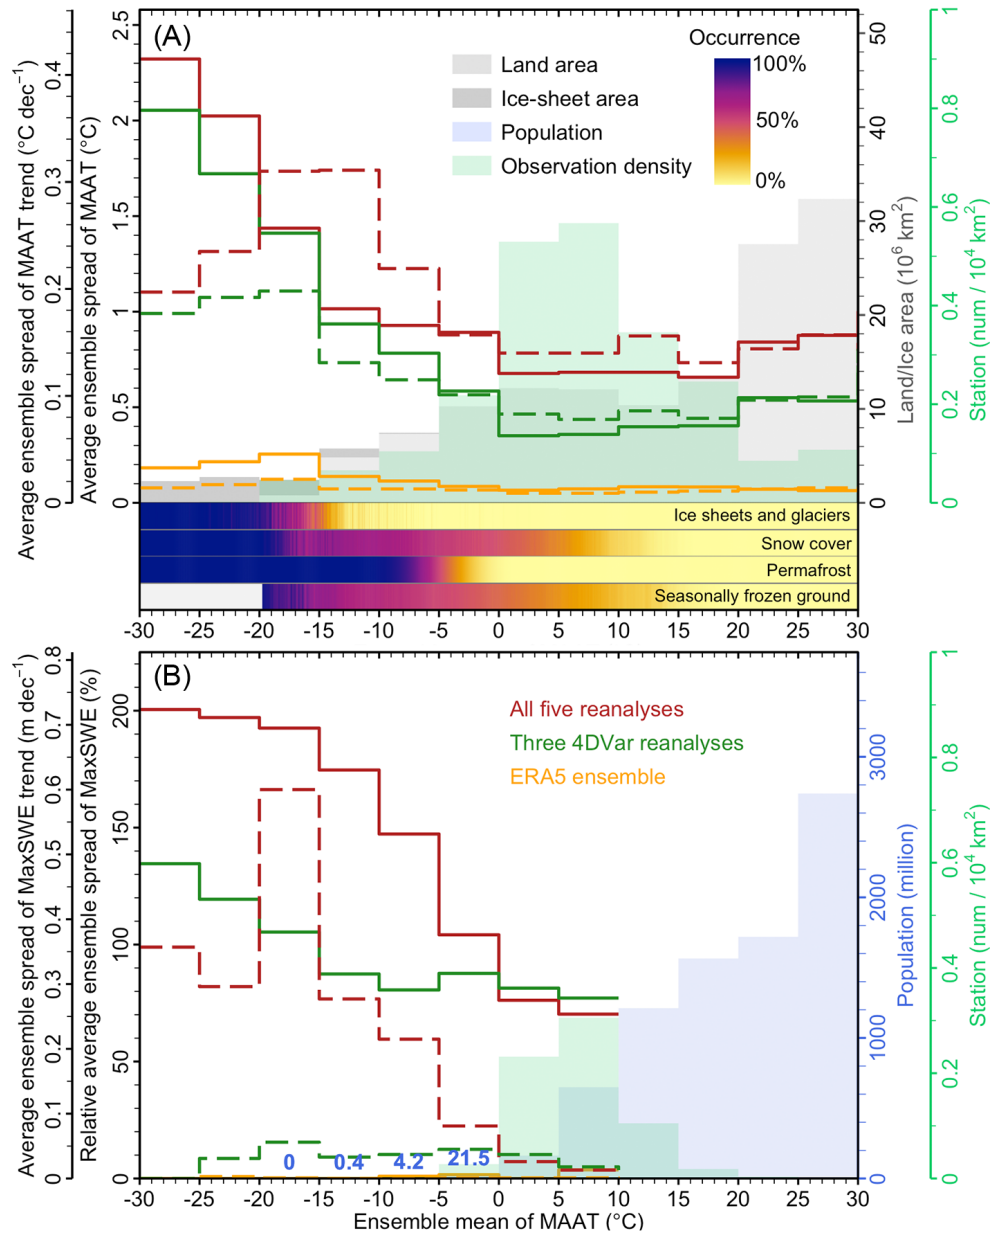 (A)
Average ensemble spread of MAAT trend (°C dec⁻¹)
0
0.1
0.2
0.3
0.4
Average ensemble spread of MAAT (°C)
0
0.5
1
1.5
2
2.5
Land area
Ice-sheet area
Population
Observation density
Occurrence
100%
50%
0%
Land/Ice area (10⁶ km²)
0
10
20
30
40
50
Station (num / 10⁴ km²)
0
0.2
0.4
0.6
0.8
1
Ice sheets and glaciers
Snow cover
Permafrost
Seasonally frozen ground
-30 -25 -20 -15 -10 -5 0 5 10 15 20 25 30
(B)
Average ensemble spread of MaxSWE trend (m dec⁻¹)
0
0.1
0.2
0.3
0.4
0.5
0.6
0.7
0.8
Relative average ensemble spread of MaxSWE (%)
0
50
100
150
200
All five reanalyses
Three 4DVar reanalyses
ERA5 ensemble
0 0.4 4.2 21.5
Population (million)
0
1000
2000
3000
Station (num / 10⁴ km²)
0
0.2
0.4
0.6
0.8
1
-30 -25 -20 -15 -10 -5 0 5 10 15 20 25 30
Ensemble mean of MAAT (°C)